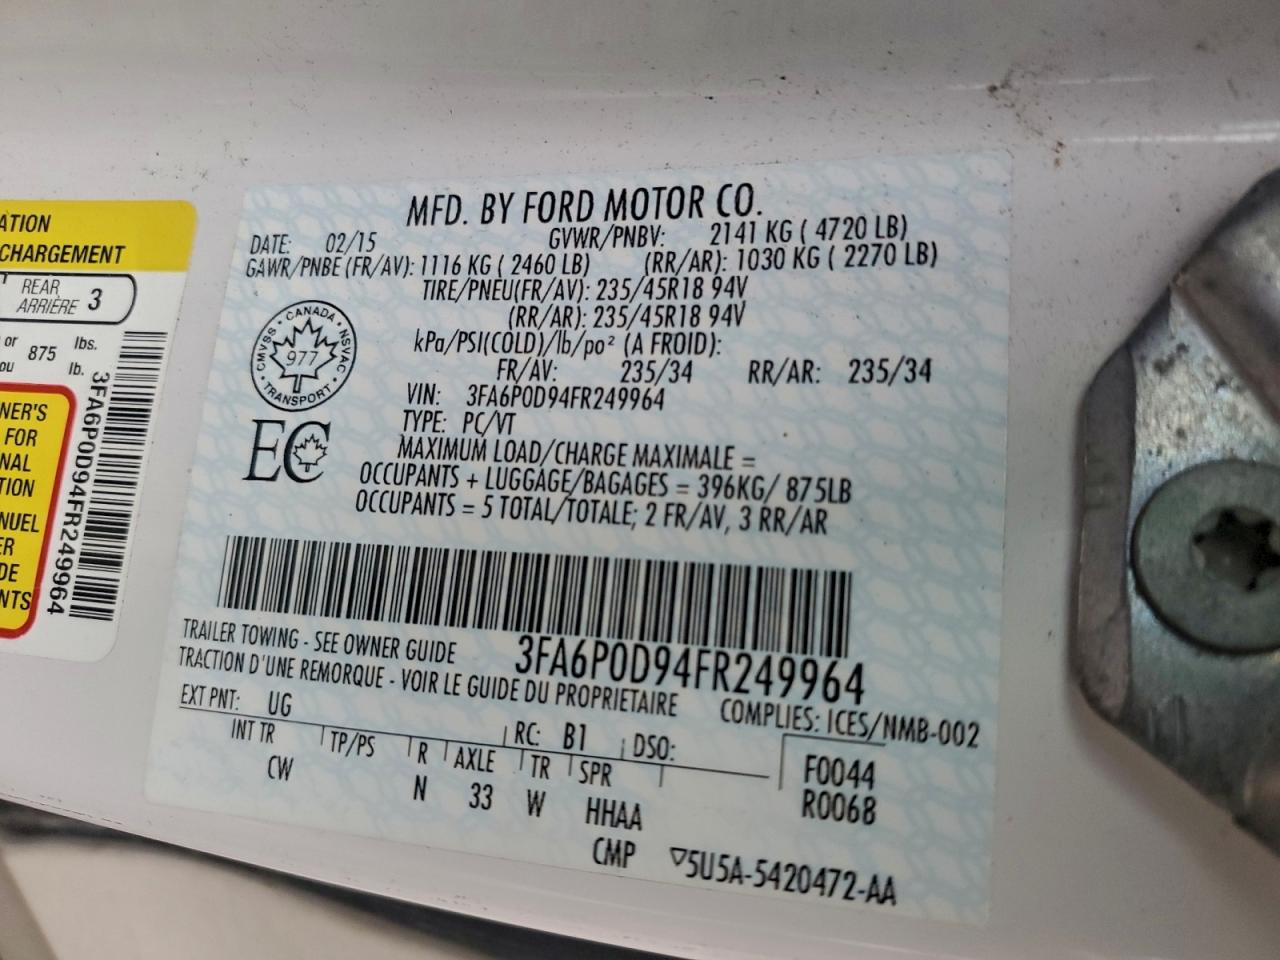 ATION
CHARGEMENT
REAR
ARRIÈRE 3
or
ou 875 lbs.
lb.
3FA6P0D94FR249964
NER'S
FOR
NAL
TION
NUEL
ER
DE
NTS
MFD. BY FORD MOTOR CO.
DATE: 02/15 GVWR/PNBV: 2141 KG ( 4720 LB)
GAWR/PNBE (FR/AV): 1116 KG ( 2460 LB) (RR/AR): 1030 KG ( 2270 LB)
TIRE/PNEU(FR/AV): 235/45R18 94V
(RR/AR): 235/45R18 94V
kPa/PSI(COLD)/lb/po² (A FROID):
FR/AV: 235/34 RR/AR: 235/34
VIN: 3FA6P0D94FR249964
TYPE: PC/VT
MAXIMUM LOAD/CHARGE MAXIMALE =
OCCUPANTS + LUGGAGE/BAGAGES = 396KG/ 875LB
OCCUPANTS = 5 TOTAL/TOTALE; 2 FR/AV, 3 RR/AR
CANADA
CMVSS 977 NSVAC
TRANSPORT
EC
TRAILER TOWING - SEE OWNER GUIDE 3FA6P0D94FR249964
TRACTION D'UNE REMORQUE - VOIR LE GUIDE DU PROPRIETAIRE COMPLIES: ICES/NMB-002
EXT PNT: UG RC: B1 DSO: F0044
INT TR TP/PS R AXLE TR SPR R0068
CW N 33 W HHAA
CMP ▽5U5A-5420472-AA